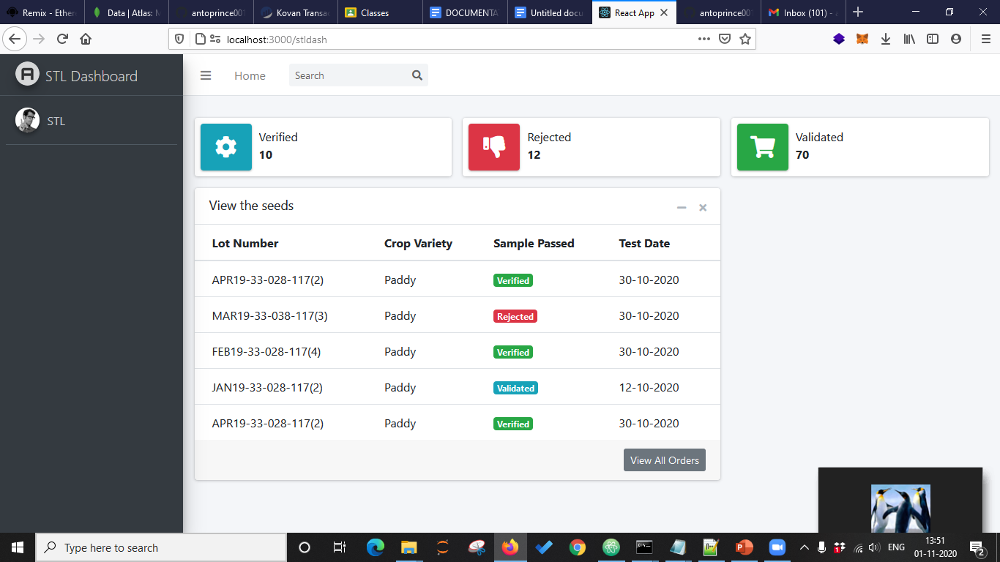 Remix - Ether
Data | Atlas: M
antoprince001
Kovan Transac
Classes
DOCUMENTA
Untitled docu
React App
antoprince001
Inbox (101) - a
localhost:3000/stldash
STL Dashboard
Home
Search
STL
Verified
10
Rejected
12
Validated
70
View the seeds
Lot Number Crop Variety Sample Passed Test Date
APR19-33-028-117(2) Paddy Verified 30-10-2020
MAR19-33-038-117(3) Paddy Rejected 30-10-2020
FEB19-33-028-117(4) Paddy Verified 30-10-2020
JAN19-33-028-117(2) Paddy Validated 12-10-2020
APR19-33-028-117(2) Paddy Verified 30-10-2020
View All Orders
Type here to search
ENG
13:51
01-11-2020
2